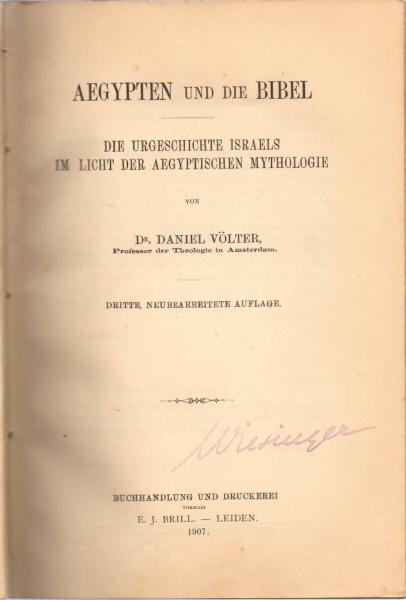 AEGYPTEN UND DIE BIBEL
DIE URGESCHICHTE ISRAELS
IM LICHT DER AEGYPTISCHEN MYTHOLOGIE
VON
DR. DANIEL VÖLTER,
Professor der Theologie in Amsterdam.
DRITTE, NEUBEARBEITETE AUFLAGE.
Wiesinger
BUCHHANDLUNG UND DRUCKEREI
VORMALS
E. J. BRILL. — LEIDEN.
1907.